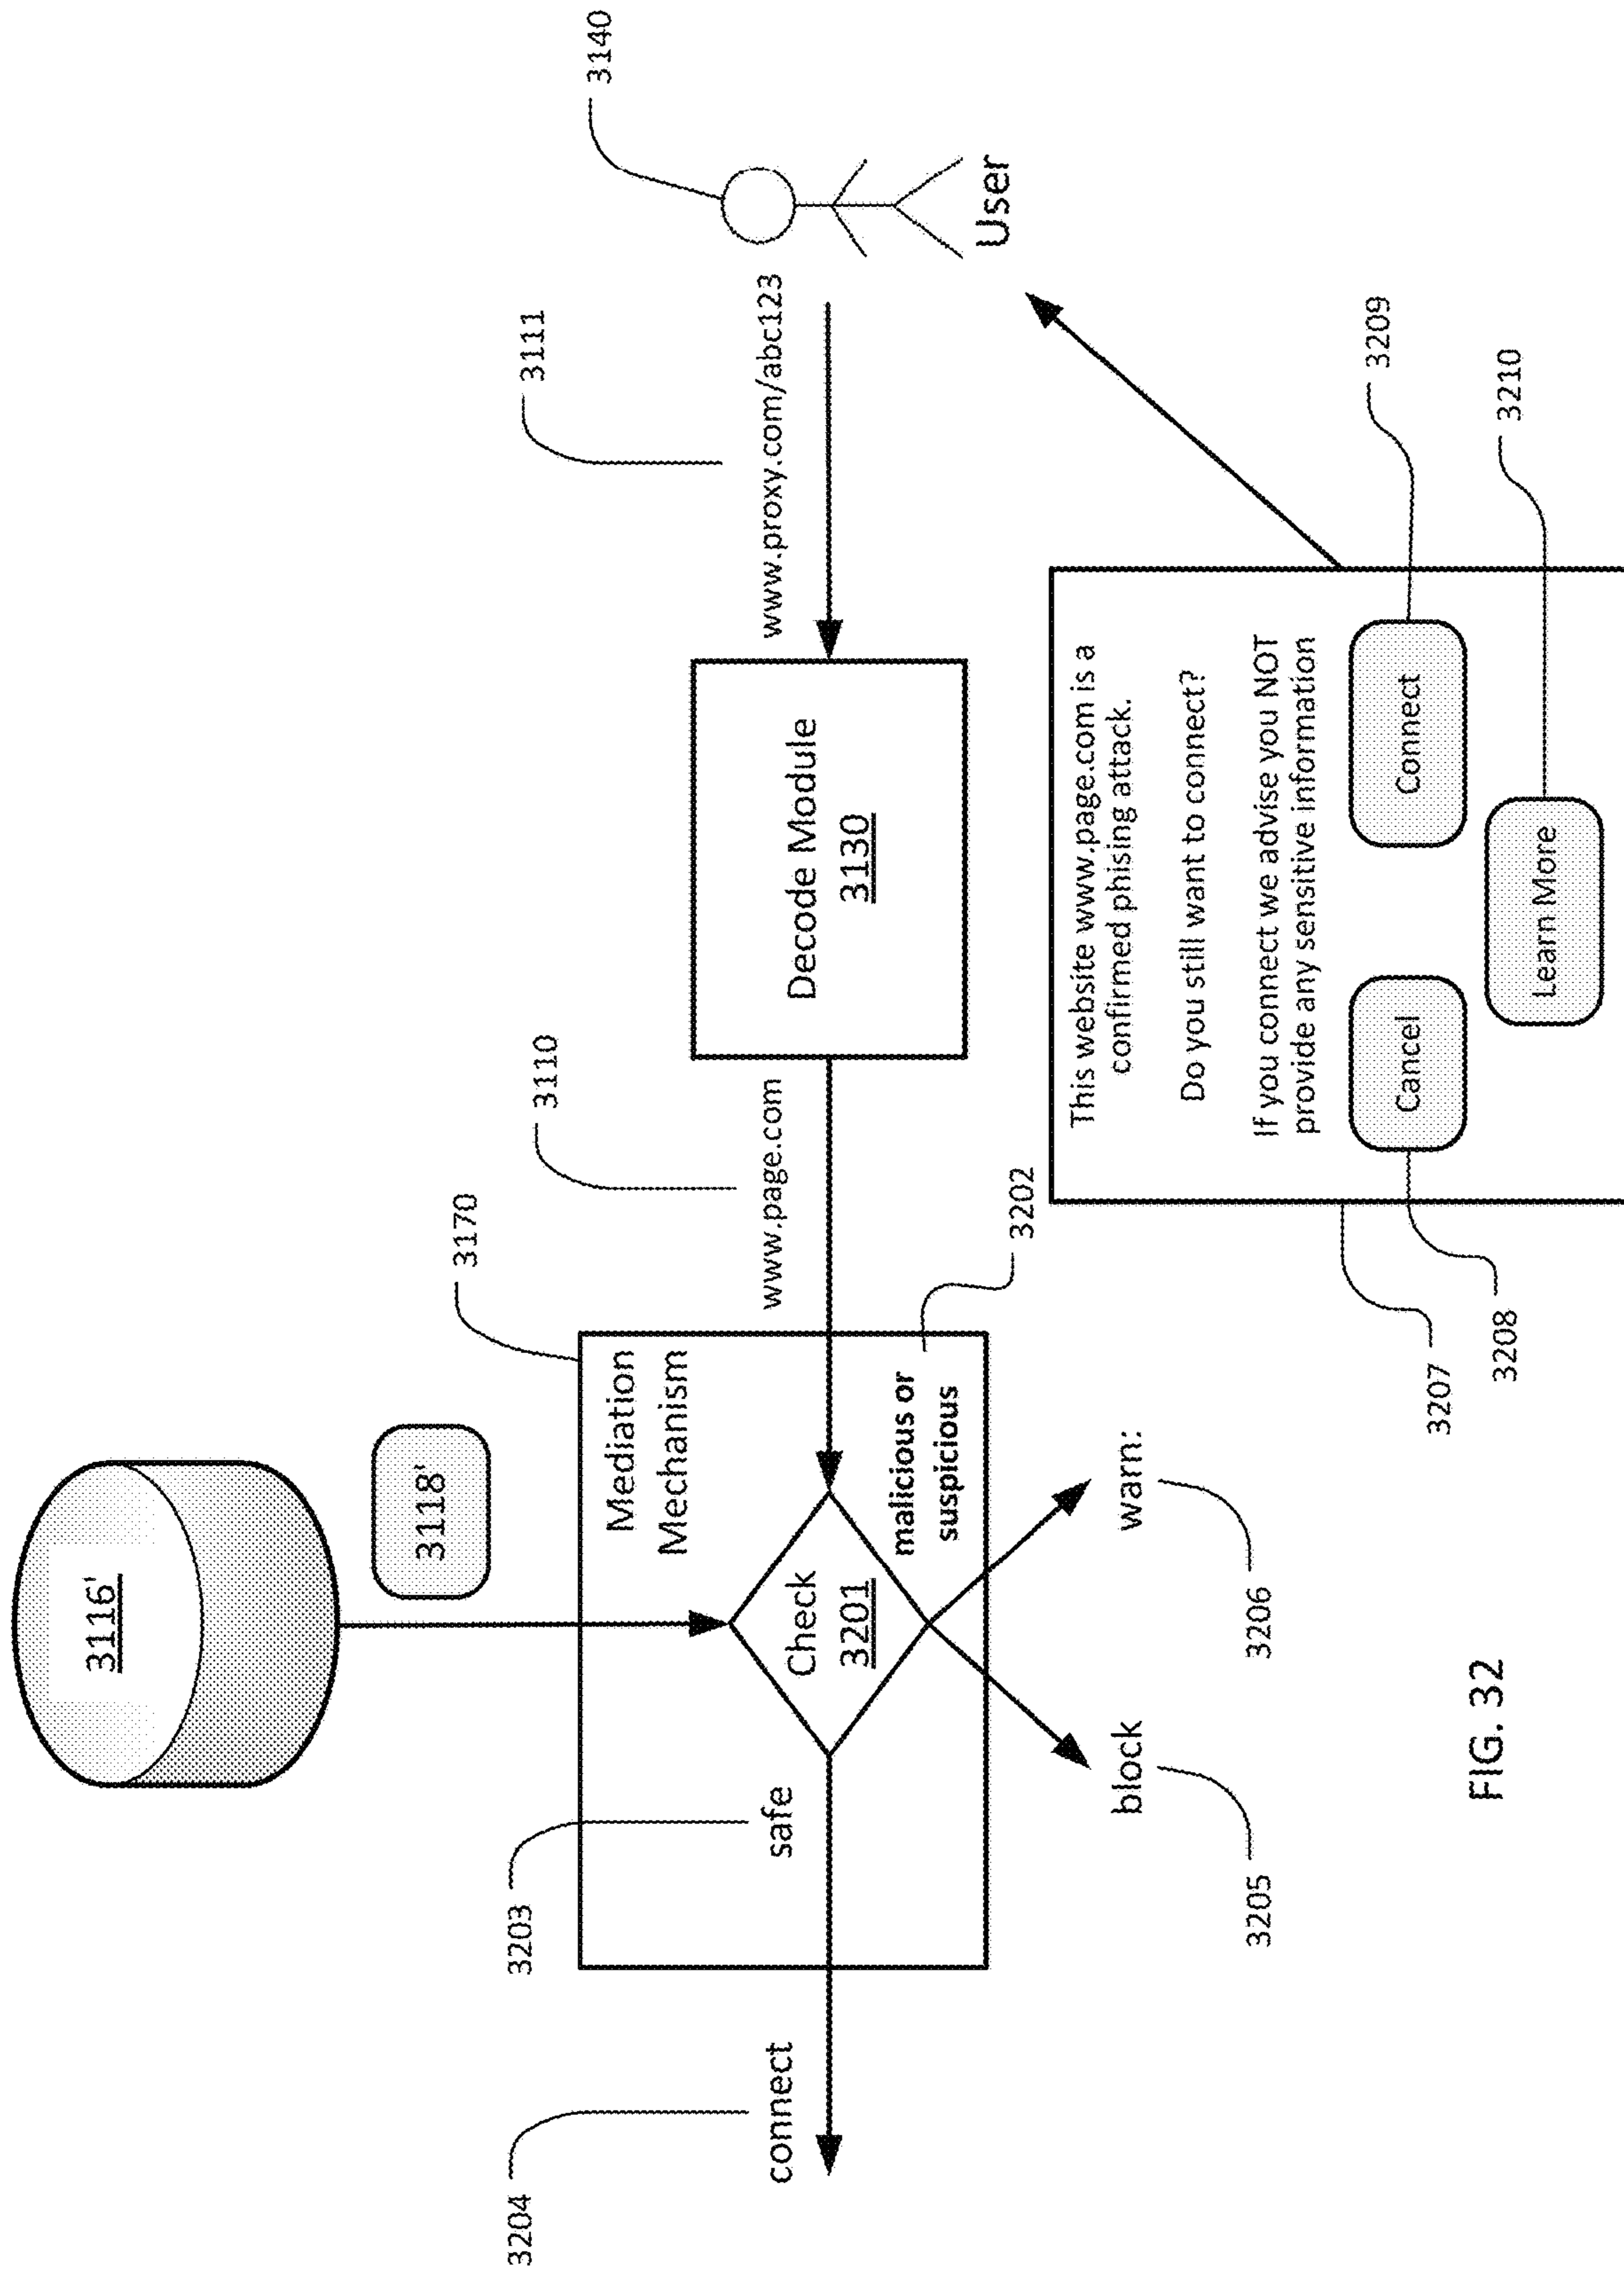 3116'
3118'
3170
3110
3111
3140
www.page.com
www.proxy.com/abc123
Mediation
Mechanism
Decode Module
3130
User
Check
3201
malicious or
suspicious
3202
3203
safe
3204
connect
block
3205
warn:
3206
This website www.page.com is a
confirmed phising attack.
Do you still want to connect?
If you connect we advise you NOT
provide any sensitive information
Cancel
Connect
Learn More
3207
3208
3209
3210
FIG. 32